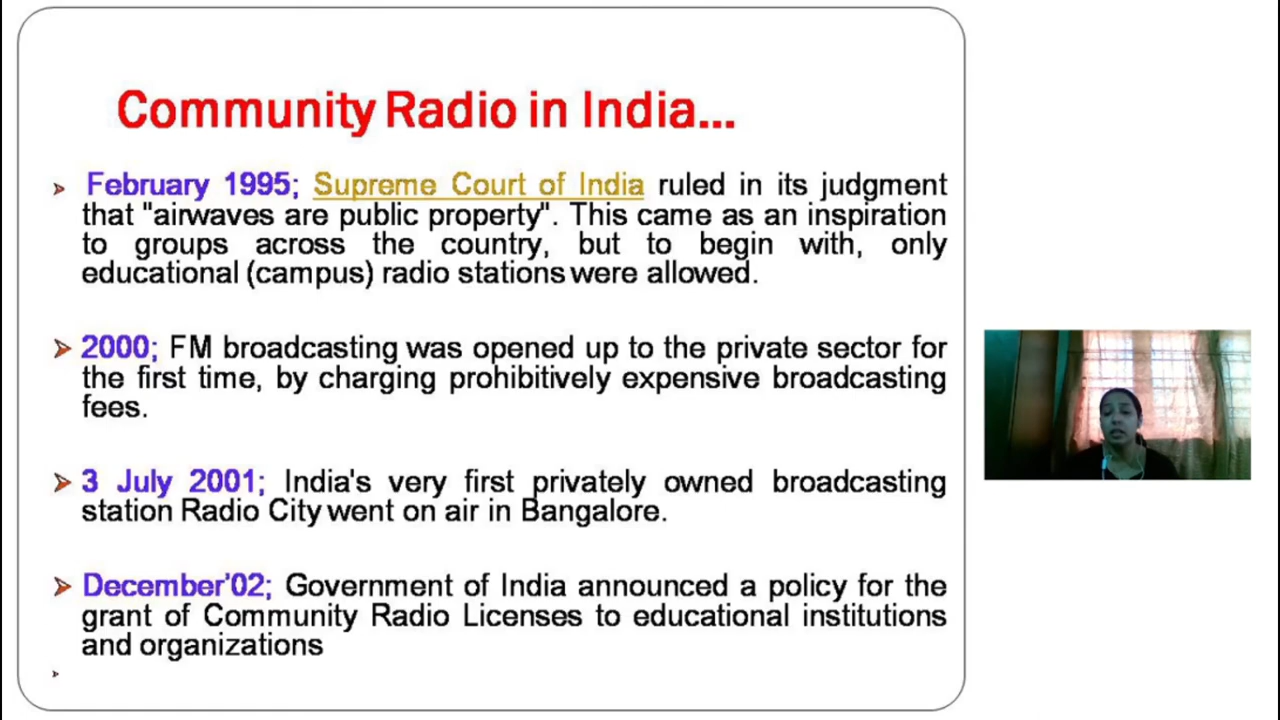 Community Radio in India...
February 1995; Supreme Court of India ruled in its judgment
that "airwaves are public property". This came as an inspiration
to groups across the country, but to begin with, only
educational (campus) radio stations were allowed.
2000; FM broadcasting was opened up to the private sector for
the first time, by charging prohibitively expensive broadcasting
fees.
3 July 2001; India's very first privately owned broadcasting
station Radio City went on air in Bangalore.
December'02; Government of India announced a policy for the
grant of Community Radio Licenses to educational institutions
and organizations